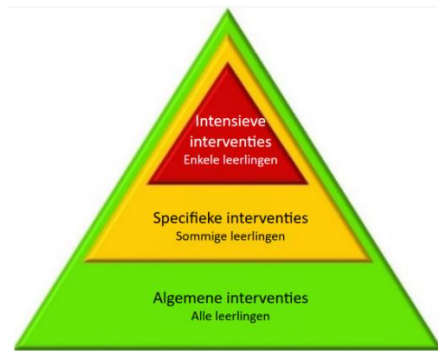 Intensieve
interventies
Enkele leerlingen
Specifieke interventies
Sommige leerlingen
Algemene interventies
Alle leerlingen